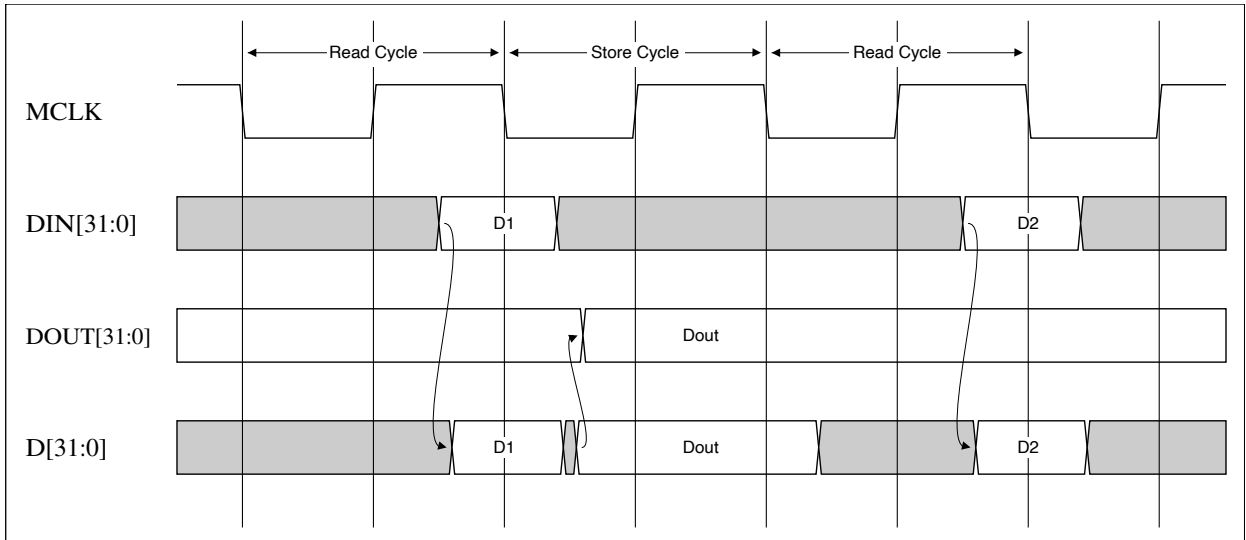 Read Cycle Store Cycle Read Cycle
MCLK
DIN[31:0] D1 D2
DOUT[31:0] Dout
D[31:0] D1 Dout D2